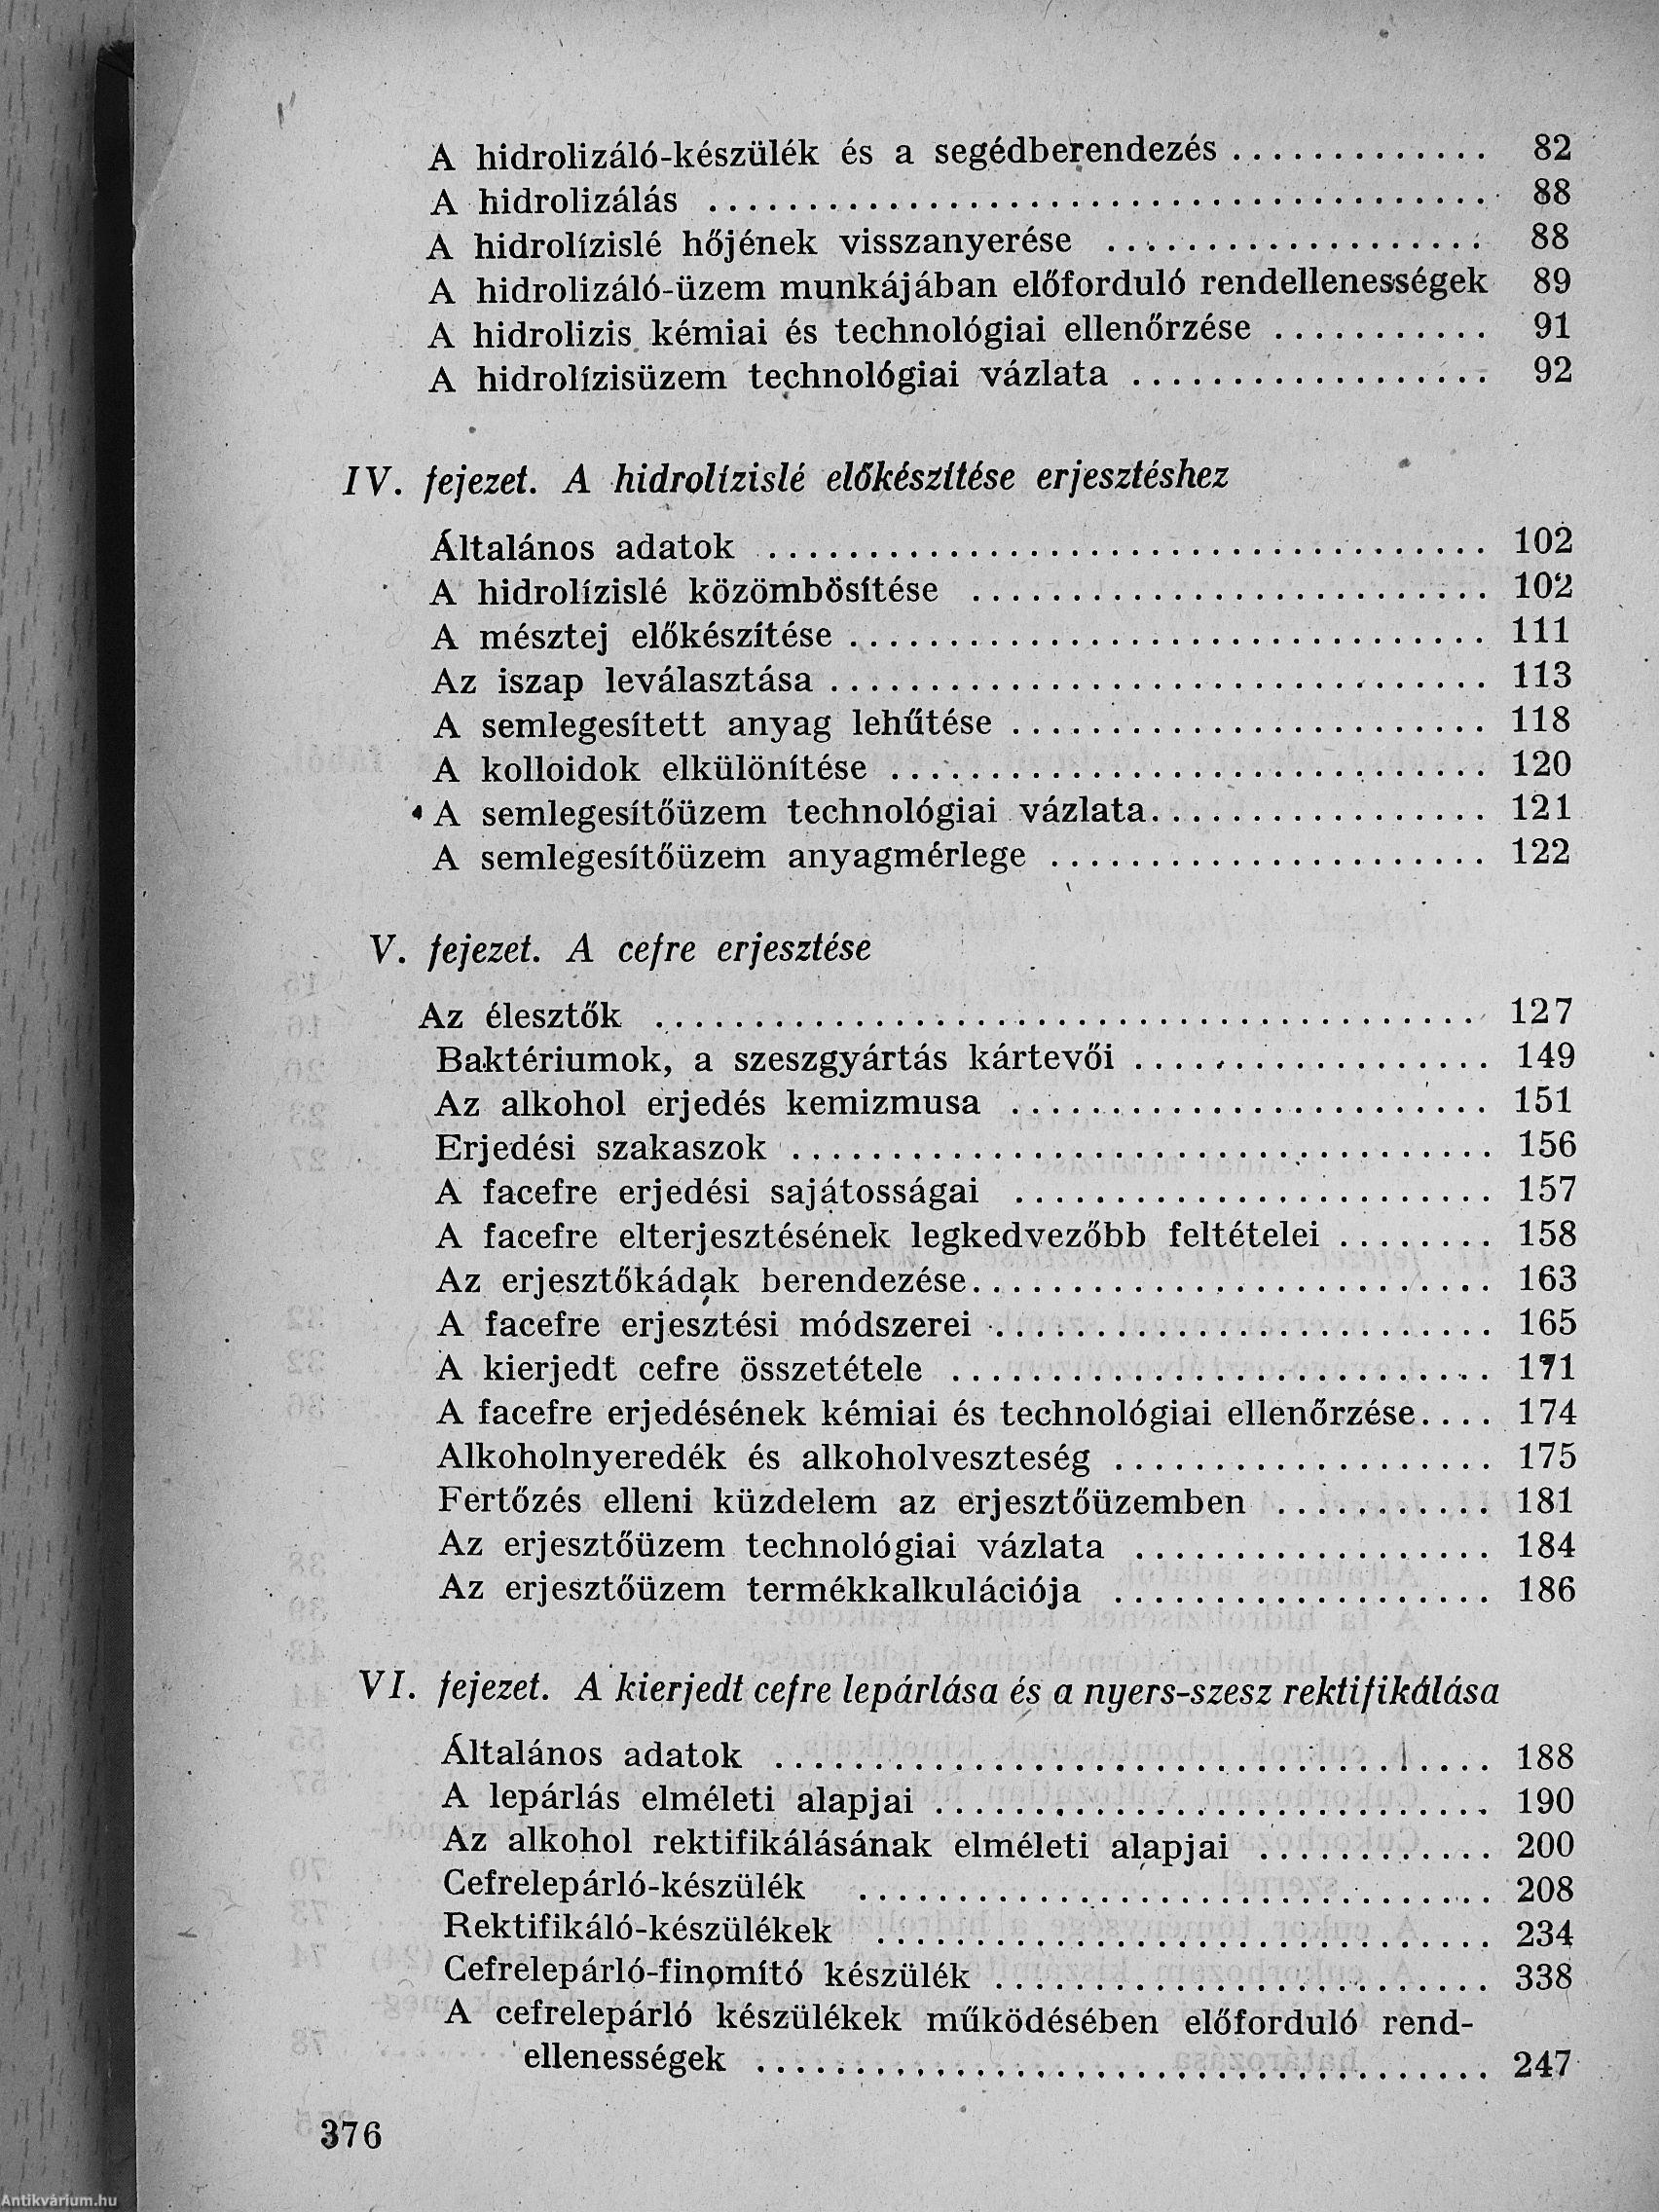 A hidrolizáló-készülék és a segédberendezés ............. 82
A hidrolizálás ....................................... 88
A hidrolízislé hőjének visszanyerése ................... 88
A hidrolizáló-üzem munkájában előforduló rendellenességek 89
A hidrolizis kémiai és technológiai ellenőrzése ........... 91
A hidrolízisüzem technológiai vázlata .................. 92
IV. fejezet. A hidrolízislé előkészítése erjesztéshez
Általános adatok .................................... 102
A hidrolízislé közömbösítése .......................... 102
A mésztej előkészítése ................................ 111
Az iszap leválasztása ................................. 113
A semlegesített anyag lehűtése ........................ 118
A kolloidok elkülönítése .............................. 120
A semlegesítőüzem technológiai vázlata................. 121
A semlegesítőüzem anyagmérlege ...................... 122
V. fejezet. A cefre erjesztése
Az élesztők ......................................... 127
Baktériumok, a szeszgyártás kártevői .................. 149
Az alkohol erjedés kemizmusa ........................ 151
Erjedési szakaszok ................................... 156
A facefre erjedési sajátosságai ........................ 157
A facefre elterjesztésének legkedvezőbb feltételei ........ 158
Az erjesztőkádak berendezése.......................... 163
A facefre erjesztési módszerei ......................... 165
A kierjedt cefre összetétele ........................... 171
A facefre erjedésének kémiai és technológiai ellenőrzése.... 174
Alkoholnyeredék és alkoholveszteség ................... 175
Fertőzés elleni küzdelem az erjesztőüzemben ........... 181
Az erjesztőüzem technológiai vázlata .................. 184
Az erjesztőüzem termékkalkulációja ................... 186
VI. fejezet. A kierjedt cefre lepárlása és a nyers-szesz rektifikálása
Általános adatok .................................... 188
A lepárlás elméleti alapjai ............................ 190
Az alkohol rektifikálásának elméleti alapjai ............ 200
Cefrelepárló-készülék ................................ 208
Rektifikáló-készülékek ............................... 234
Cefrelepárló-finomító készülék ......................... 338
A cefrelepárló készülékek működésében előforduló rend-
ellenességek ..................................... 247
376
Antikvárium.hu